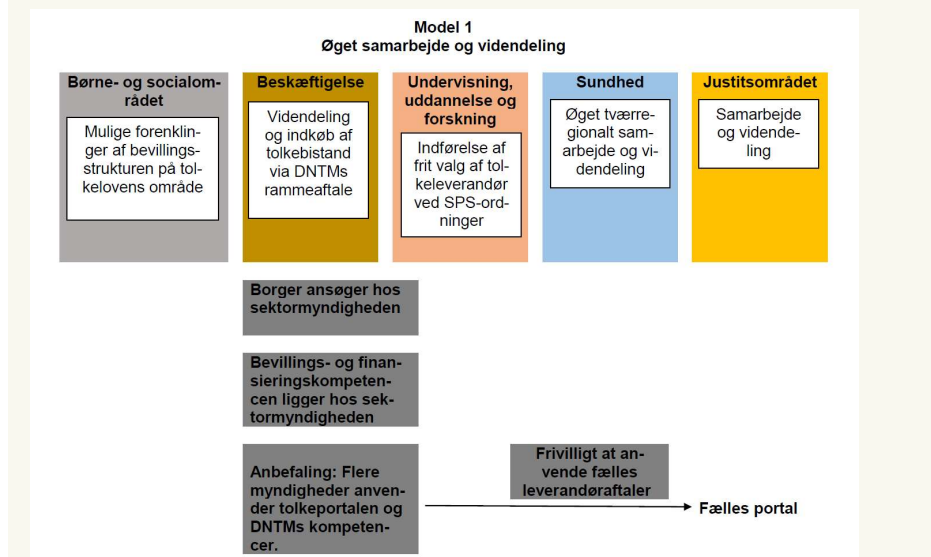 Model 1
Øget samarbejde og videndeling
Børne- og socialom-
rådet
Mulige forenklin-
ger af bevillings-
strukturen på tol-
kelovens område
Beskæftigelse
Videndeling
og indkøb af
tolkebistand
via DNTMs
rammeaftale
Undervisning,
uddannelse og
forskning
Indførelse af
frit valg af tol-
keleverandør
ved SPS-ord-
ninger
Sundhed
Øget tværre-
gionalt sam-
arbejde og vi-
dendeling
Justitsområdet
Samarbejde
og vidende-
ling
Borger ansøger hos
sektormyndigheden
Bevillings- og finan-
sieringskompeten-
cen ligger hos sek-
tormyndigheden
Anbefaling: Flere
myndigheder anven-
der tolkeportalen og
DNTMs kompeten-
cer.
Frivilligt at an-
vende fælles
leverandøraftaler
Fælles portal